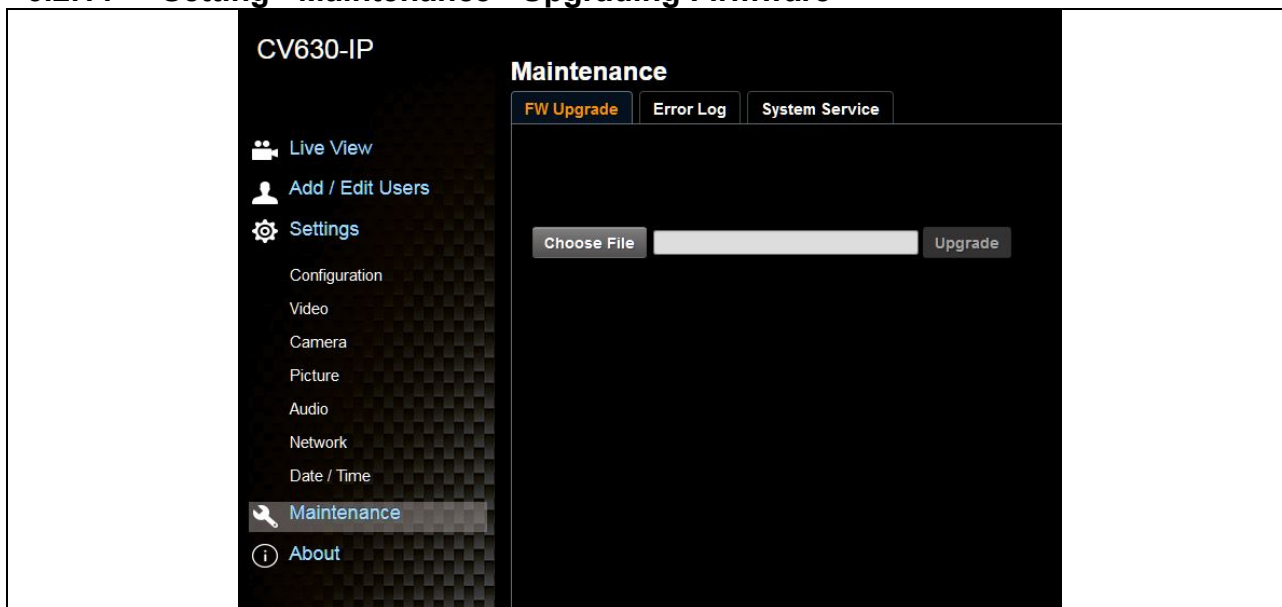 CV630-IP
Maintenance
FW Upgrade Error Log System Service
Live View
Add / Edit Users
Settings
Choose File Upgrade
Configuration
Video
Camera
Picture
Audio
Network
Date / Time
Maintenance
About